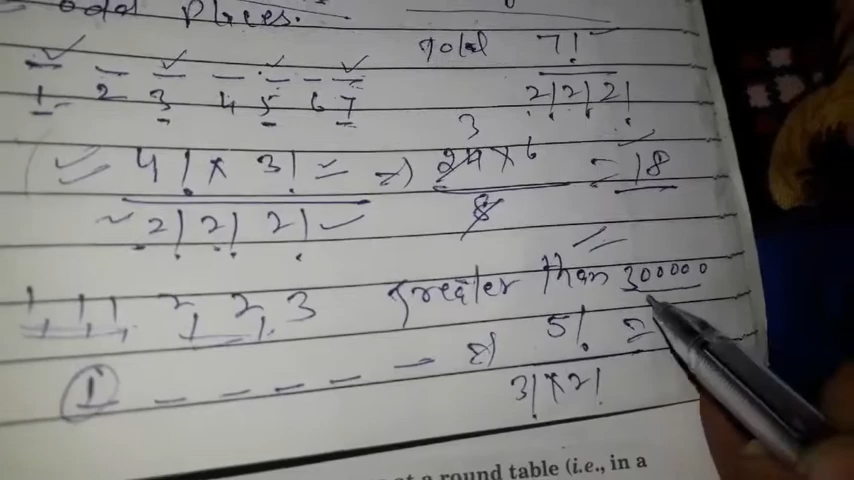 odd Places.
Total 7!
2!2!2!
1 2 3 4 5 6 7
3
4! × 3! = => 24×6 = 18
2! 2! 2! 8
1, 1, 1, 2, 2, 3 Greater than 300000
1 _ _ _ _ _ 5! =
3!×2!
a round table (i.e., in a